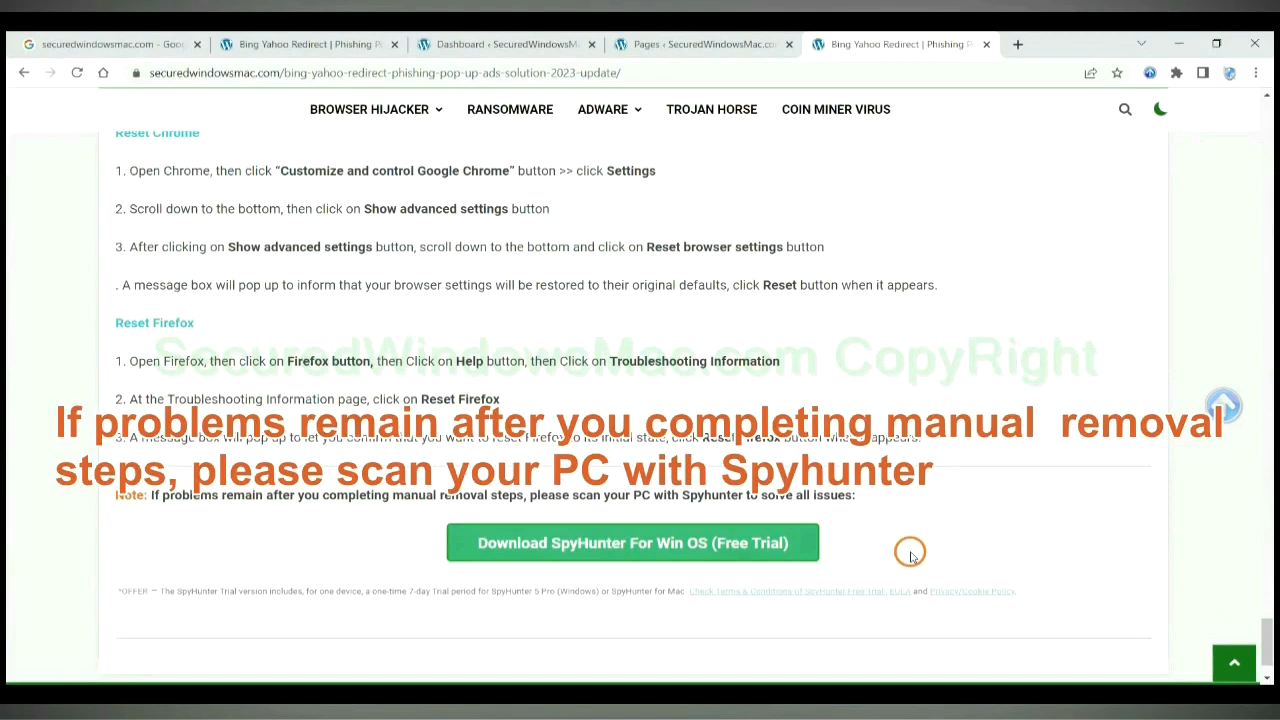 securedwindowsmac.com - Goo
Bing Yahoo Redirect | Phishing P
Dashboard ‹ SecuredWindowsM
Pages ‹ SecuredWindowsMac.co
Bing Yahoo Redirect | Phishing P
securedwindowsmac.com/bing-yahoo-redirect-phishing-pop-up-ads-solution-2023-update/
BROWSER HIJACKER RANSOMWARE ADWARE TROJAN HORSE COIN MINER VIRUS
Reset Chrome
1. Open Chrome, then click “Customize and control Google Chrome” button >> click Settings
2. Scroll down to the bottom, then click on Show advanced settings button
3. After clicking on Show advanced settings button, scroll down to the bottom and click on Reset browser settings button
. A message box will pop up to inform that your browser settings will be restored to their original defaults, click Reset button when it appears.
Reset Firefox
SecuredWindowsMac.com CopyRight
1. Open Firefox, then click on Firefox button, then Click on Help button, then Click on Troubleshooting Information
2. At the Troubleshooting Information page, click on Reset Firefox
If problems remain after you completing manual removal
3. A message box will pop up to let you confirm that you want to reset Firefox to its initial state, click Reset Firefox button when it appears.
steps, please scan your PC with Spyhunter
Note: If problems remain after you completing manual removal steps, please scan your PC with Spyhunter to solve all issues:
Download SpyHunter For Win OS (Free Trial)
*OFFER – The SpyHunter Trial version includes, for one device, a one-time 7-day Trial period for SpyHunter 5 Pro (Windows) or SpyHunter for Mac. Check Terms & Conditions of SpyHunter Free Trial, EULA and Privacy/Cookie Policy.